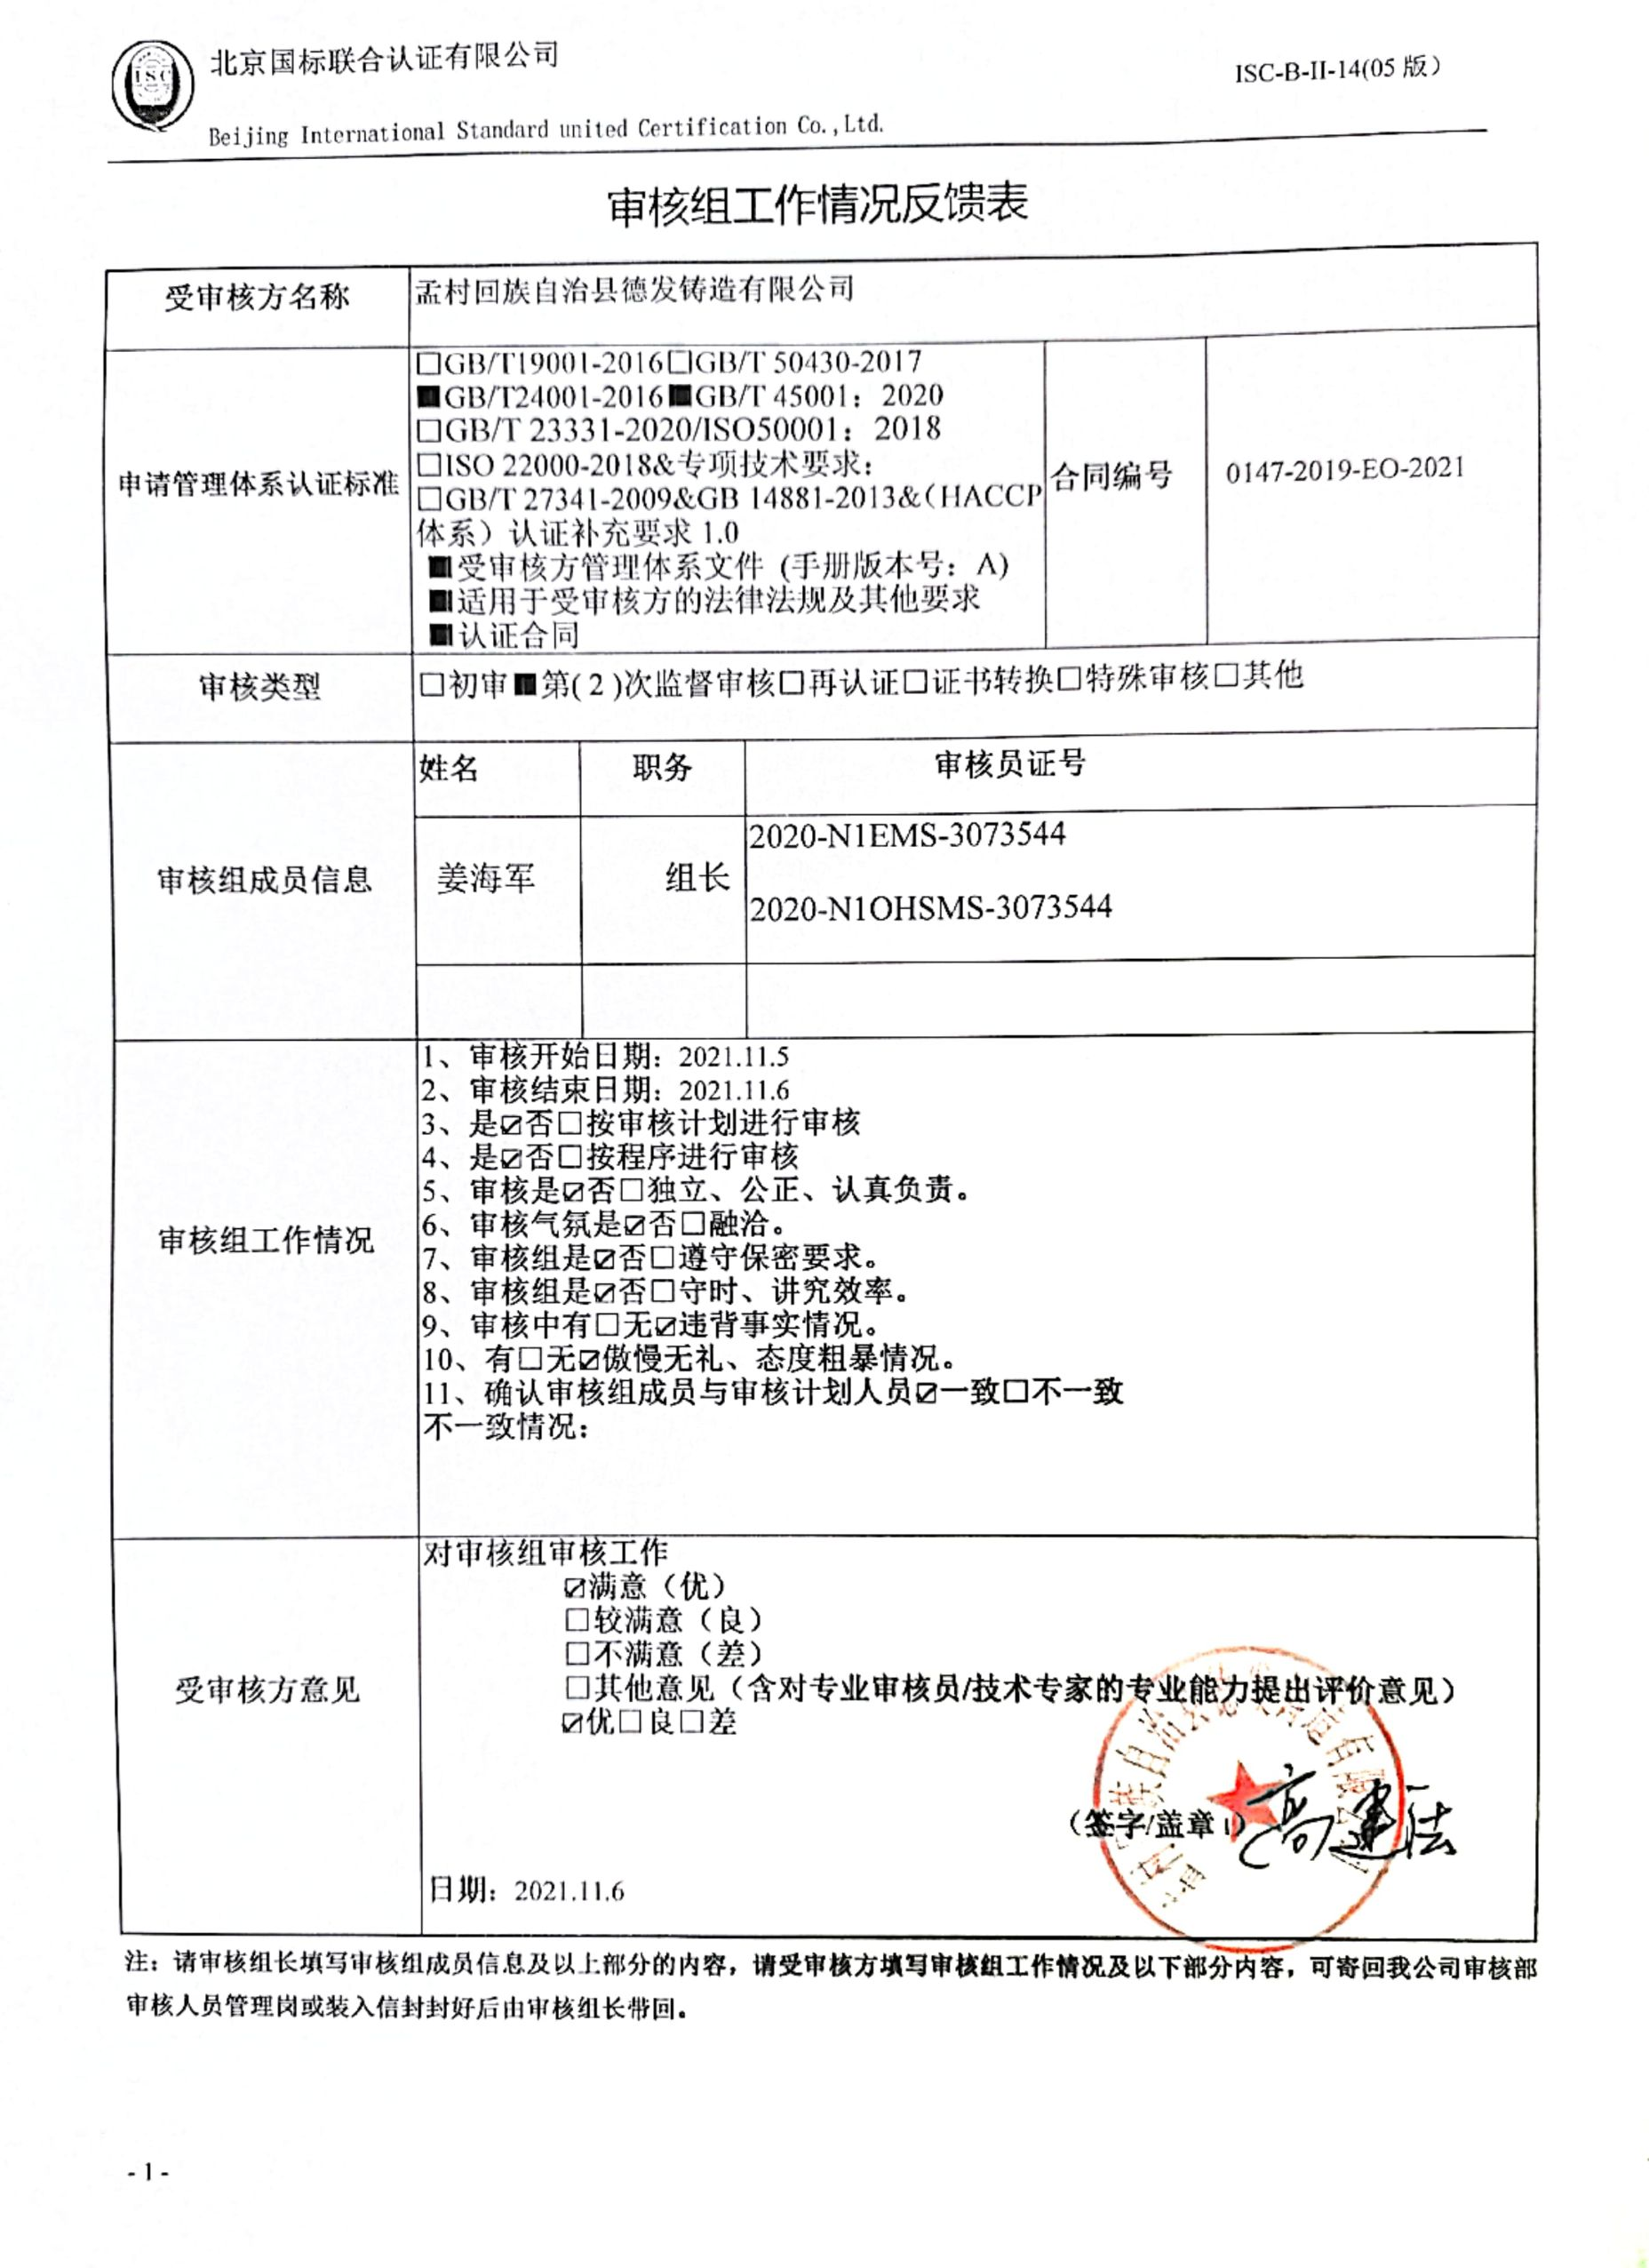 ISC
北京国标联合认证有限公司
ISC-B-II-14(05 版)
Beijing International Standard united Certification Co.,Ltd.
审核组工作情况反馈表
受审核方名称
孟村回族自治县德发铸造有限公司
申请管理体系认证标准
□GB/T19001-2016□GB/T 50430-2017
■GB/T24001-2016■GB/T 45001：2020
□GB/T 23331-2020/ISO50001：2018
□ISO 22000-2018&专项技术要求：
□GB/T 27341-2009&GB 14881-2013&（HACCP
体系）认证补充要求 1.0
■受审核方管理体系文件（手册版本号：A）
■适用于受审核方的法律法规及其他要求
■认证合同
合同编号
0147-2019-EO-2021
审核类型
□初审■第( 2 )次监督审核□再认证□证书转换□特殊审核□其他
审核组成员信息
姓名 职务 审核员证号
姜海军 组长
2020-N1EMS-3073544
2020-N1OHSMS-3073544
审核组工作情况
1、审核开始日期：2021.11.5
2、审核结束日期：2021.11.6
3、是☑否□按审核计划进行审核
4、是☑否□按程序进行审核
5、审核是☑否□独立、公正、认真负责。
6、审核气氛是☑否□融洽。
7、审核组是☑否□遵守保密要求。
8、审核组是☑否□守时、讲究效率。
9、审核中有□无☑违背事实情况。
10、有□无☑傲慢无礼、态度粗暴情况。
11、确认审核组成员与审核计划人员☑一致□不一致
不一致情况：
受审核方意见
对审核组审核工作
☑满意（优）
□较满意（良）
□不满意（差）
□其他意见（含对专业审核员/技术专家的专业能力提出评价意见）
☑优□良□差
（签字/盖章）
高建法
日期：2021.11.6
注：请审核组长填写审核组成员信息及以上部分的内容，请受审核方填写审核组工作情况及以下部分内容，可寄回我公司审核部
审核人员管理岗或装入信封封好后由审核组长带回。
- 1 -